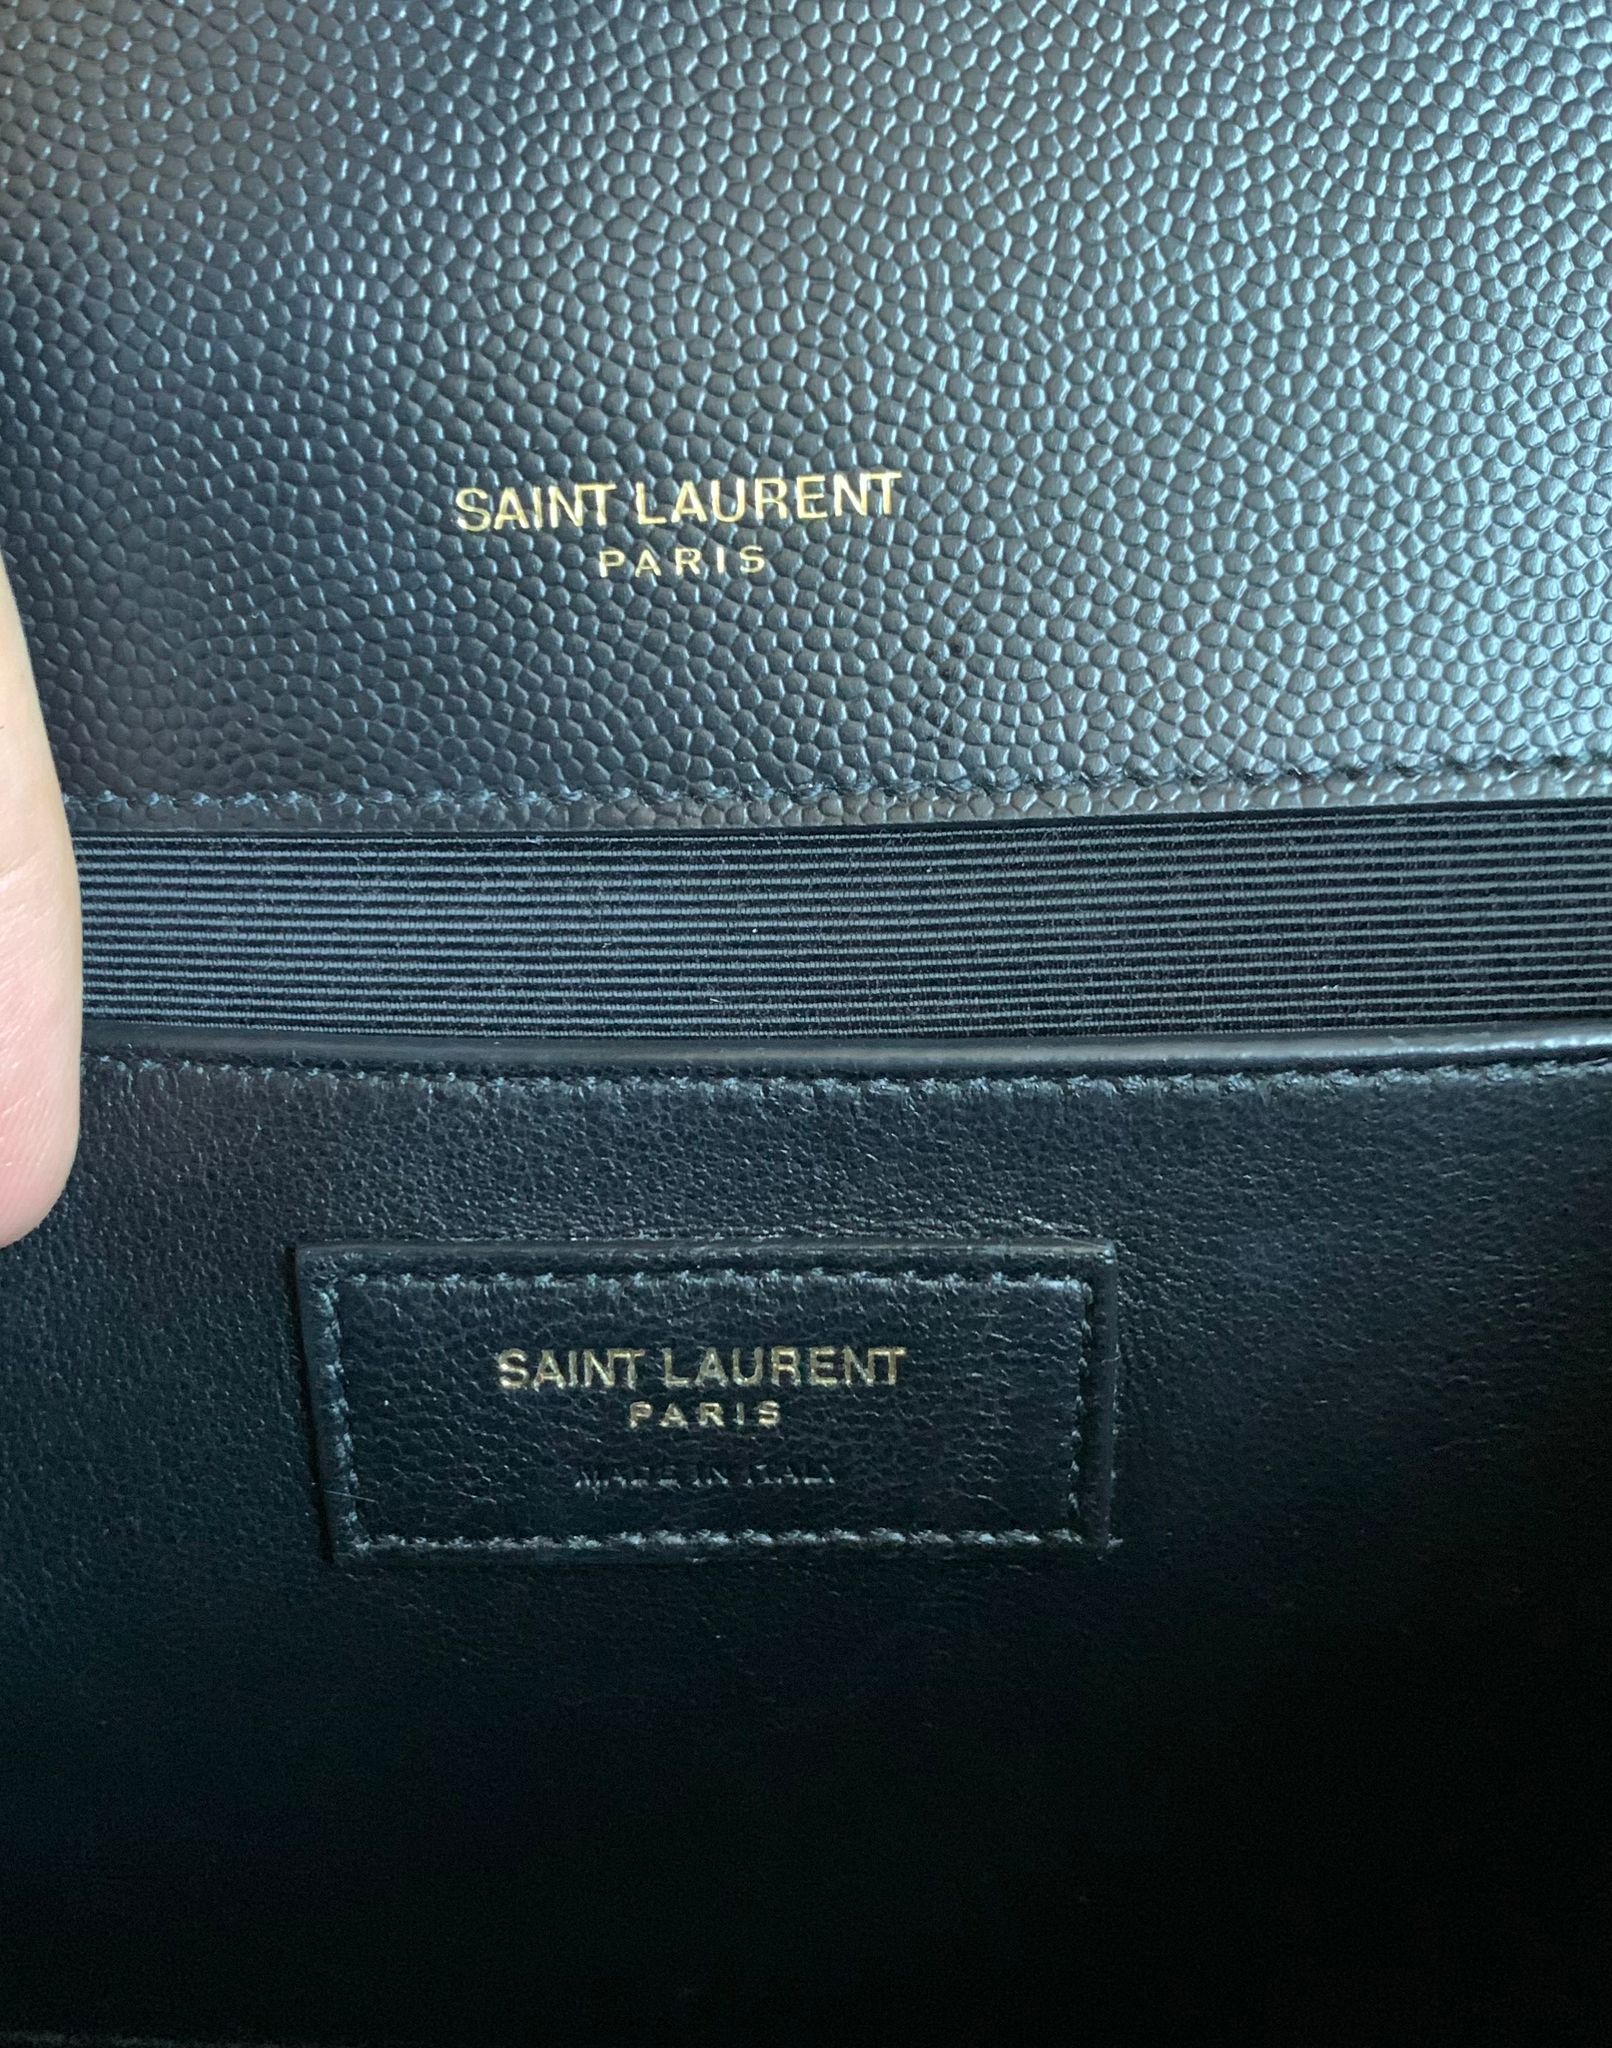 SAINT LAURENT
PARIS
SAINT LAURENT
PARIS
MADE IN ITALY